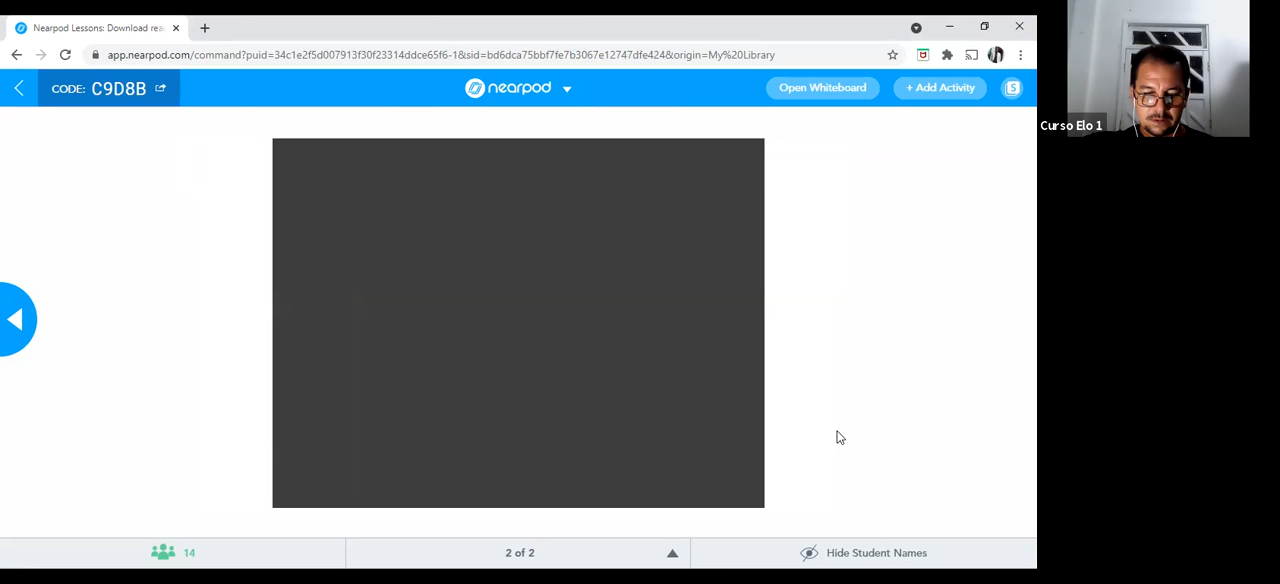 Nearpod Lessons: Download rea
app.nearpod.com/command?puid=34c1e2f5d007913f30f23314ddce65f6-1&sid=bd6dca75bbf7fe7b3067e12747dfe424&origin=My%20Library
CODE: C9D8B
nearpod
Open Whiteboard
+ Add Activity
S
Curso Elo 1
14
2 of 2
Hide Student Names